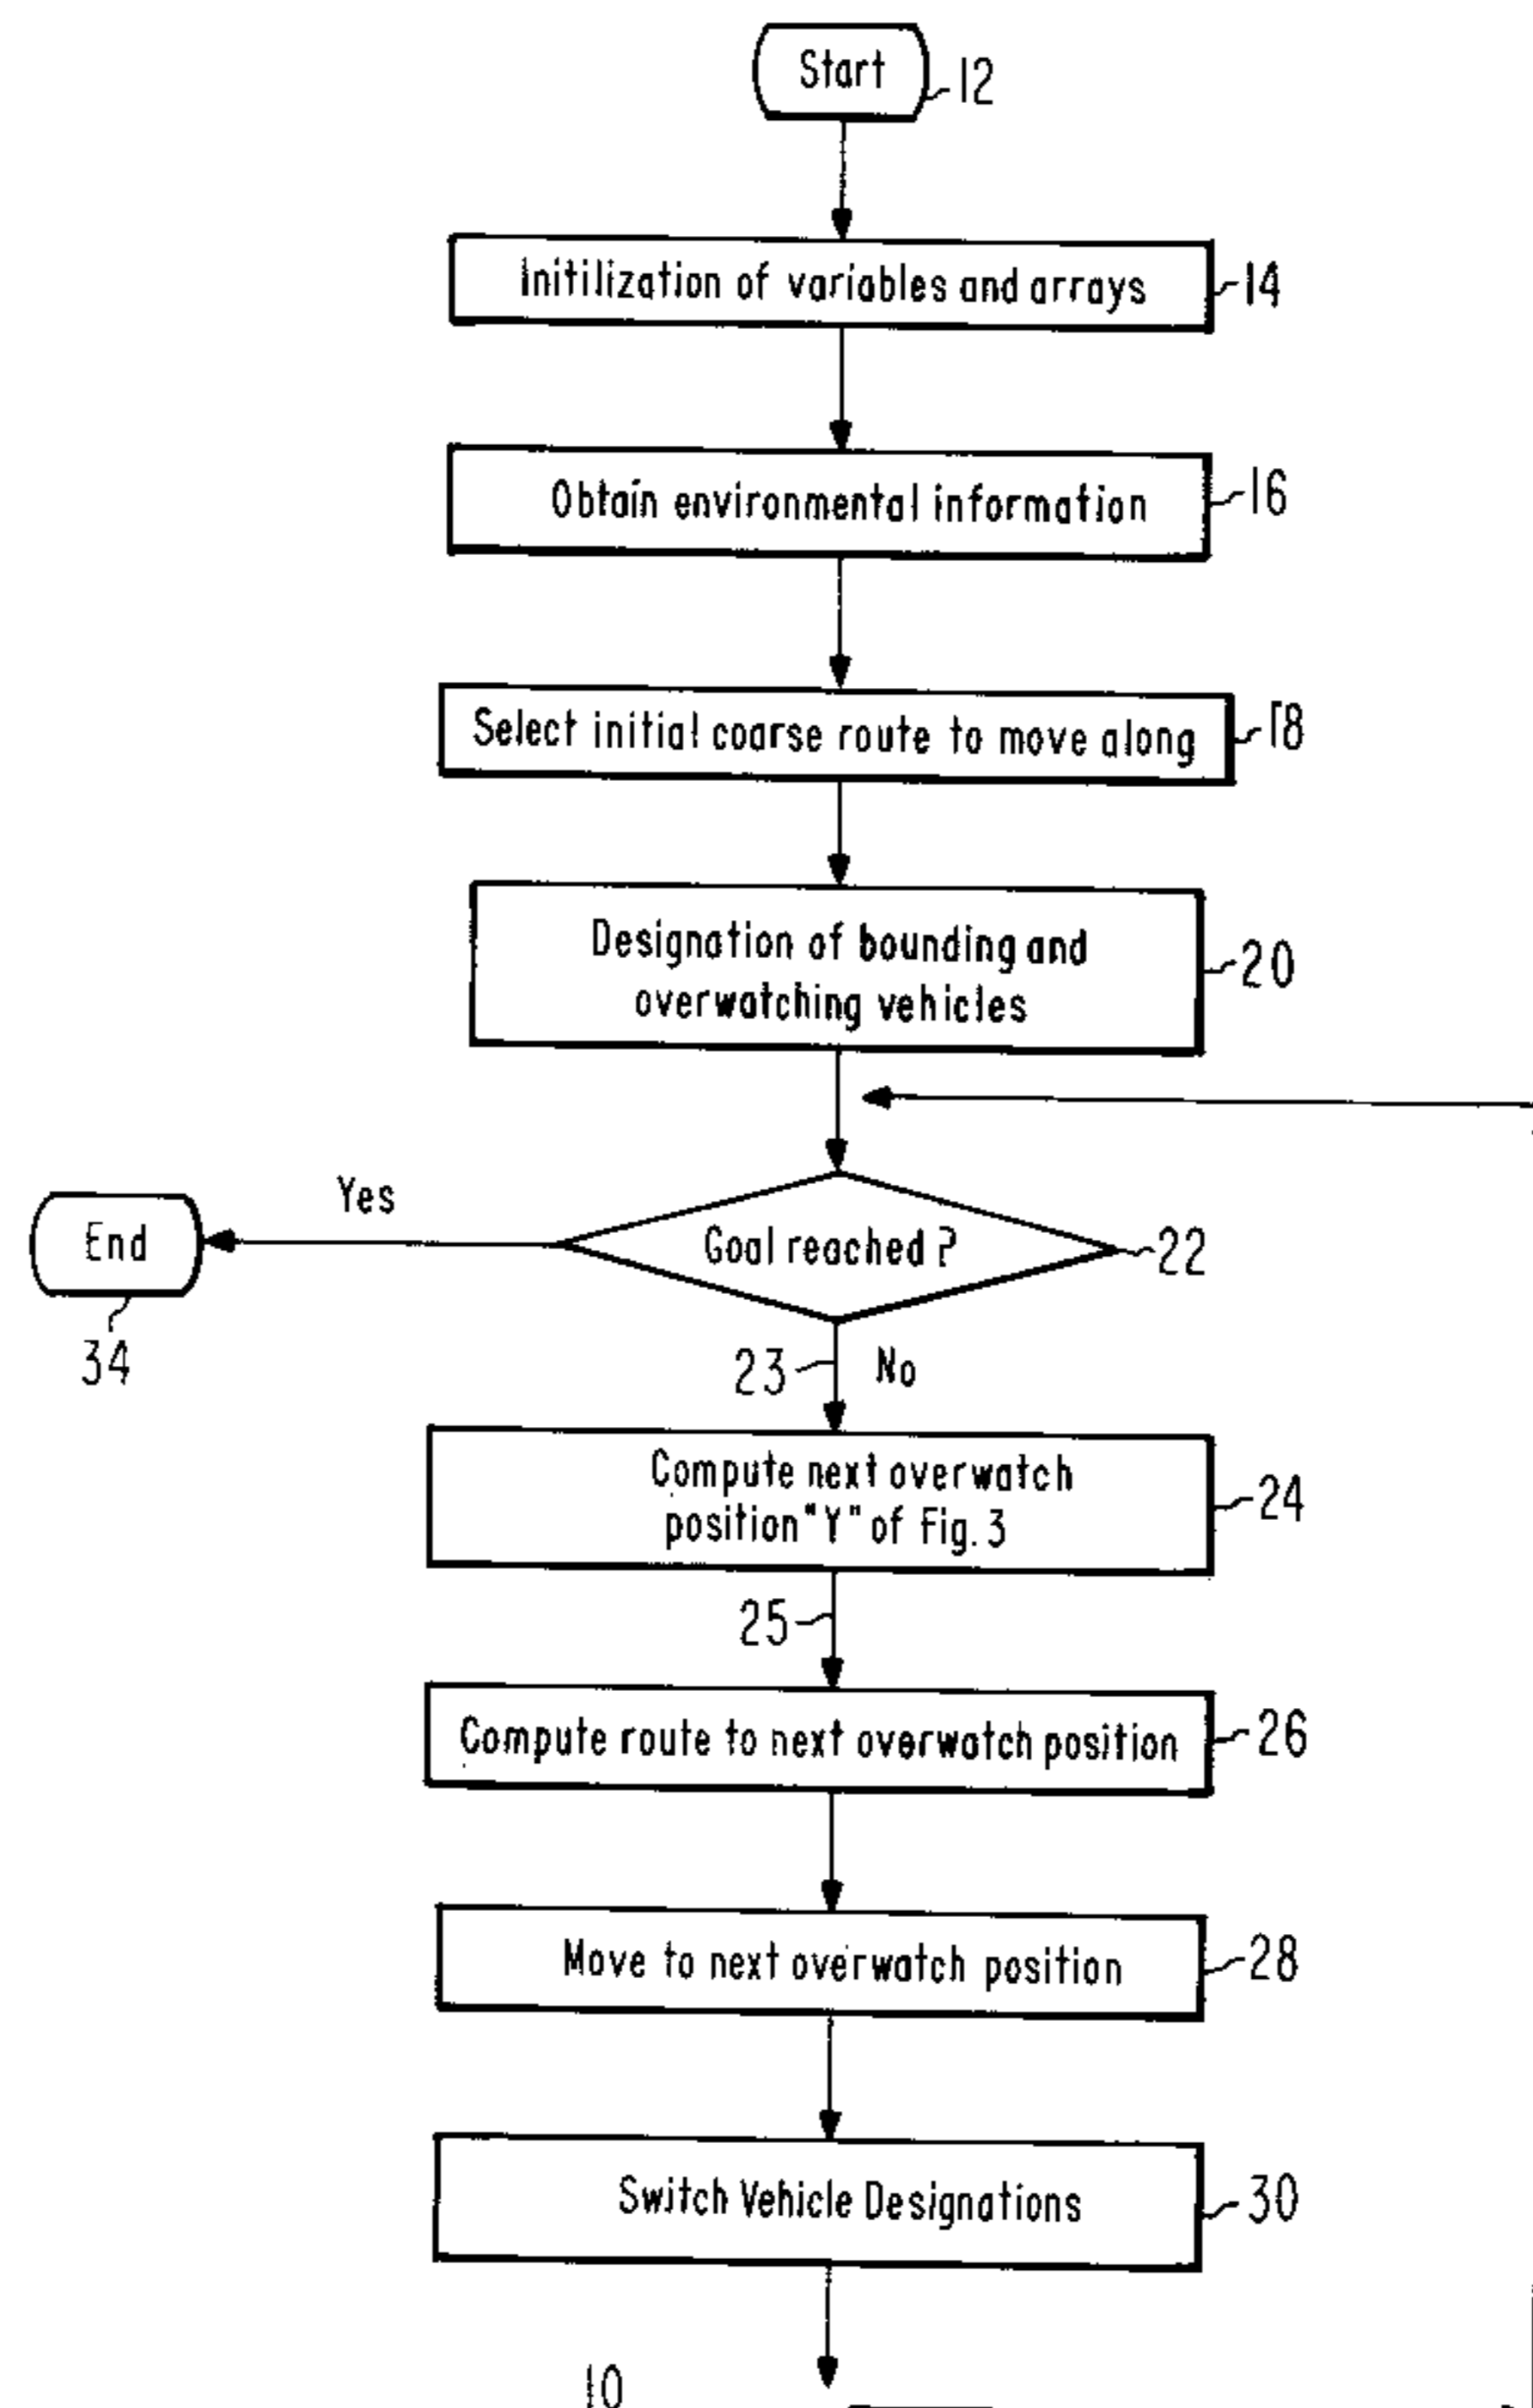 Start
12
Initilization of variables and arrays
14
Obtain environmental information
16
Select initial coarse route to move along
18
Designation of bounding and
overwatching vehicles
20
Yes
End
34
Goal reached ?
22
23
No
Compute next overwatch
position "Y" of Fig. 3
24
25
Compute route to next overwatch position
26
Move to next overwatch position
28
Switch Vehicle Designations
30
10